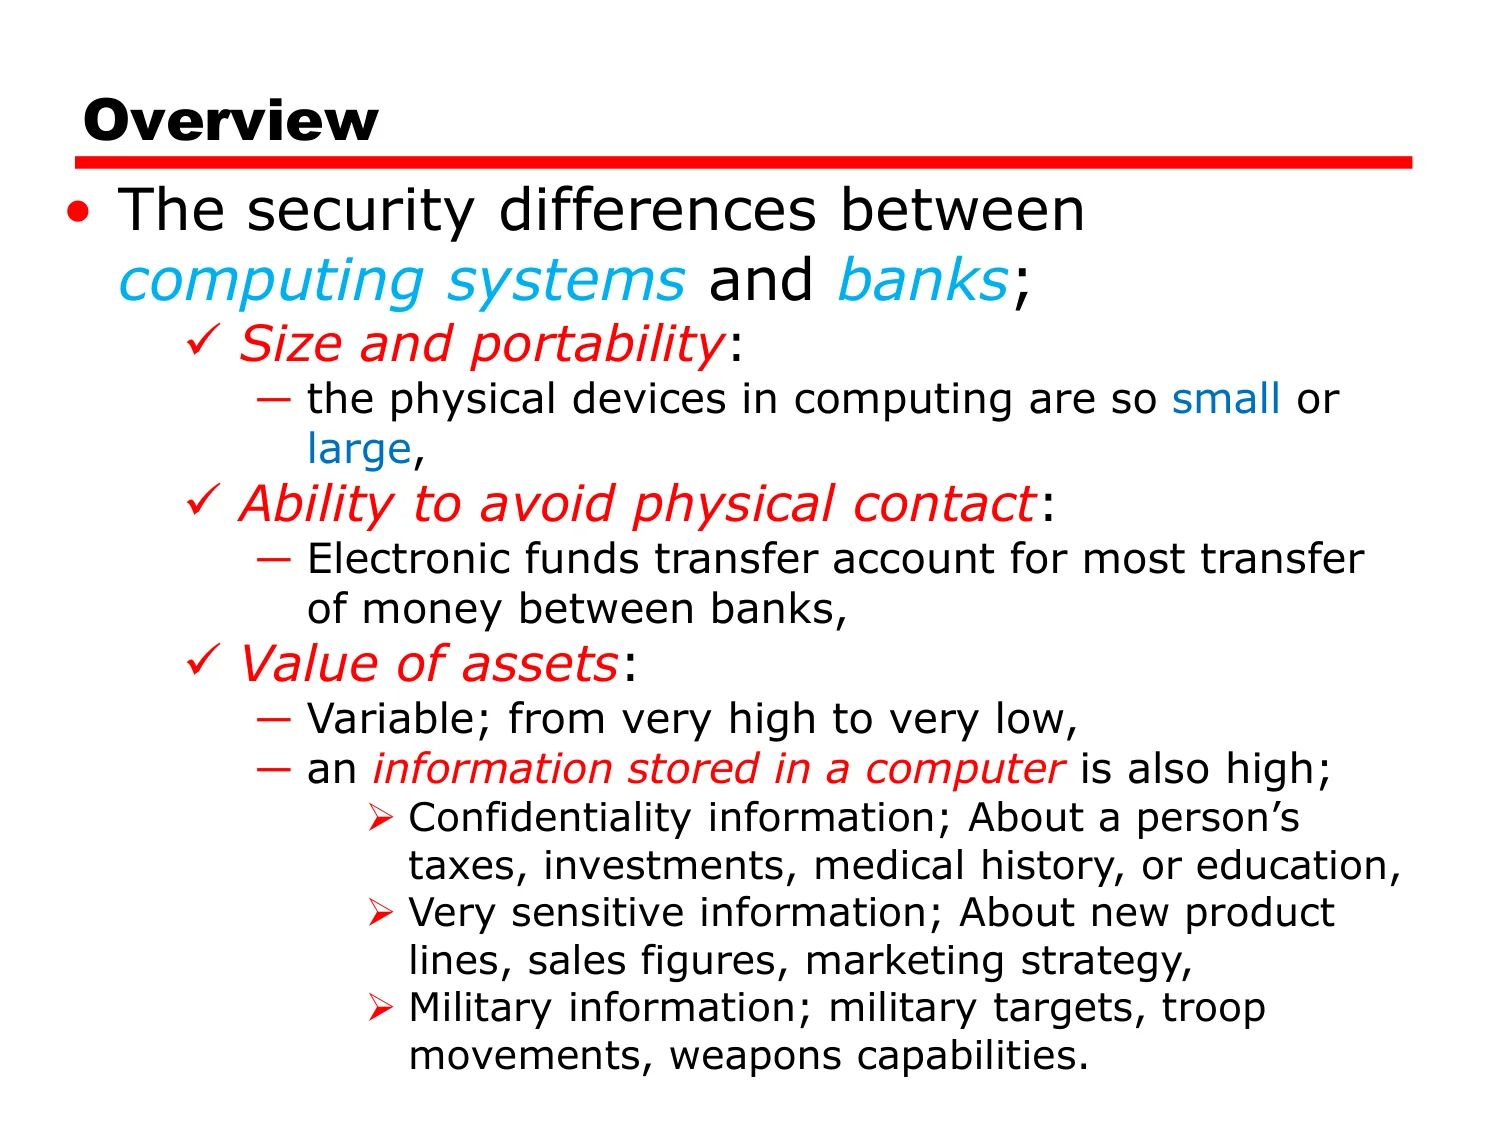 Overview
• The security differences between
computing systems and banks;
✓ Size and portability:
— the physical devices in computing are so small or
large,
✓ Ability to avoid physical contact:
— Electronic funds transfer account for most transfer
of money between banks,
✓ Value of assets:
— Variable; from very high to very low,
— an information stored in a computer is also high;
➢ Confidentiality information; About a person’s
taxes, investments, medical history, or education,
➢ Very sensitive information; About new product
lines, sales figures, marketing strategy,
➢ Military information; military targets, troop
movements, weapons capabilities.